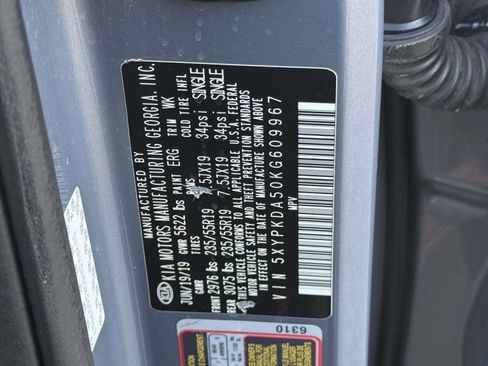 MANUFACTURED BY
KIA KIA MOTORS MANUFACTURING GEORGIA, INC.
JUN/19/19 GVWR 5622 lbs PAINT ERG TRIM WK
GAWR TIRES RIMS COLD TIRE INFL
FRONT 2976 lbs 235/55R19 7.5JX19 34psi SINGLE
REAR 3075 lbs 235/55R19 7.5JX19 34psi SINGLE
THIS VEHICLE CONFORMS TO ALL APPLICABLE U.S.A. FEDERAL
MOTOR VEHICLE SAFETY AND THEFT PREVENTION STANDARDS
IN EFFECT ON THE DATE OF MANUFACTURE SHOWN ABOVE.
MPV
VIN 5XYPKDA50KG609967
6310